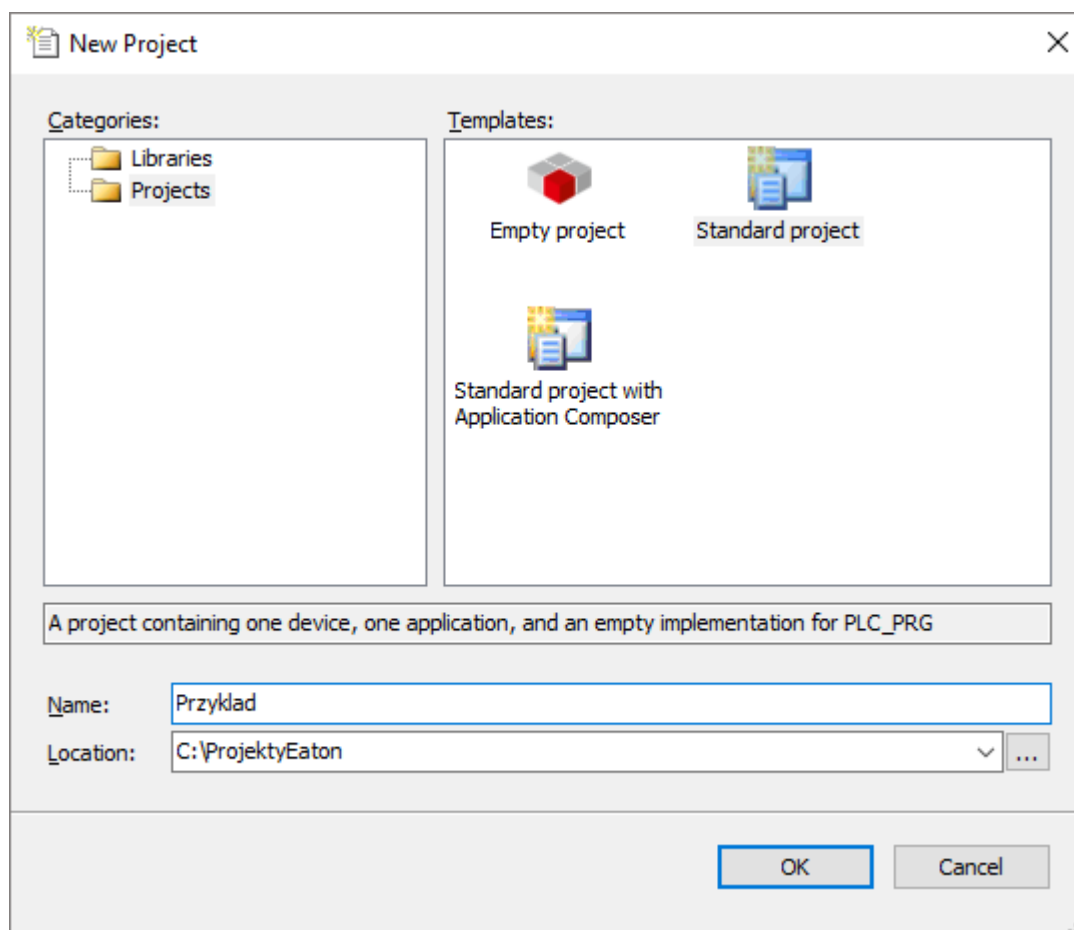 New Project
Categories:
Templates:
Libraries
Projects
Empty project
Standard project
Standard project with
Application Composer
A project containing one device, one application, and an empty implementation for PLC_PRG
Name:
Przyklad
Location:
C:\ProjektyEaton
...
OK
Cancel